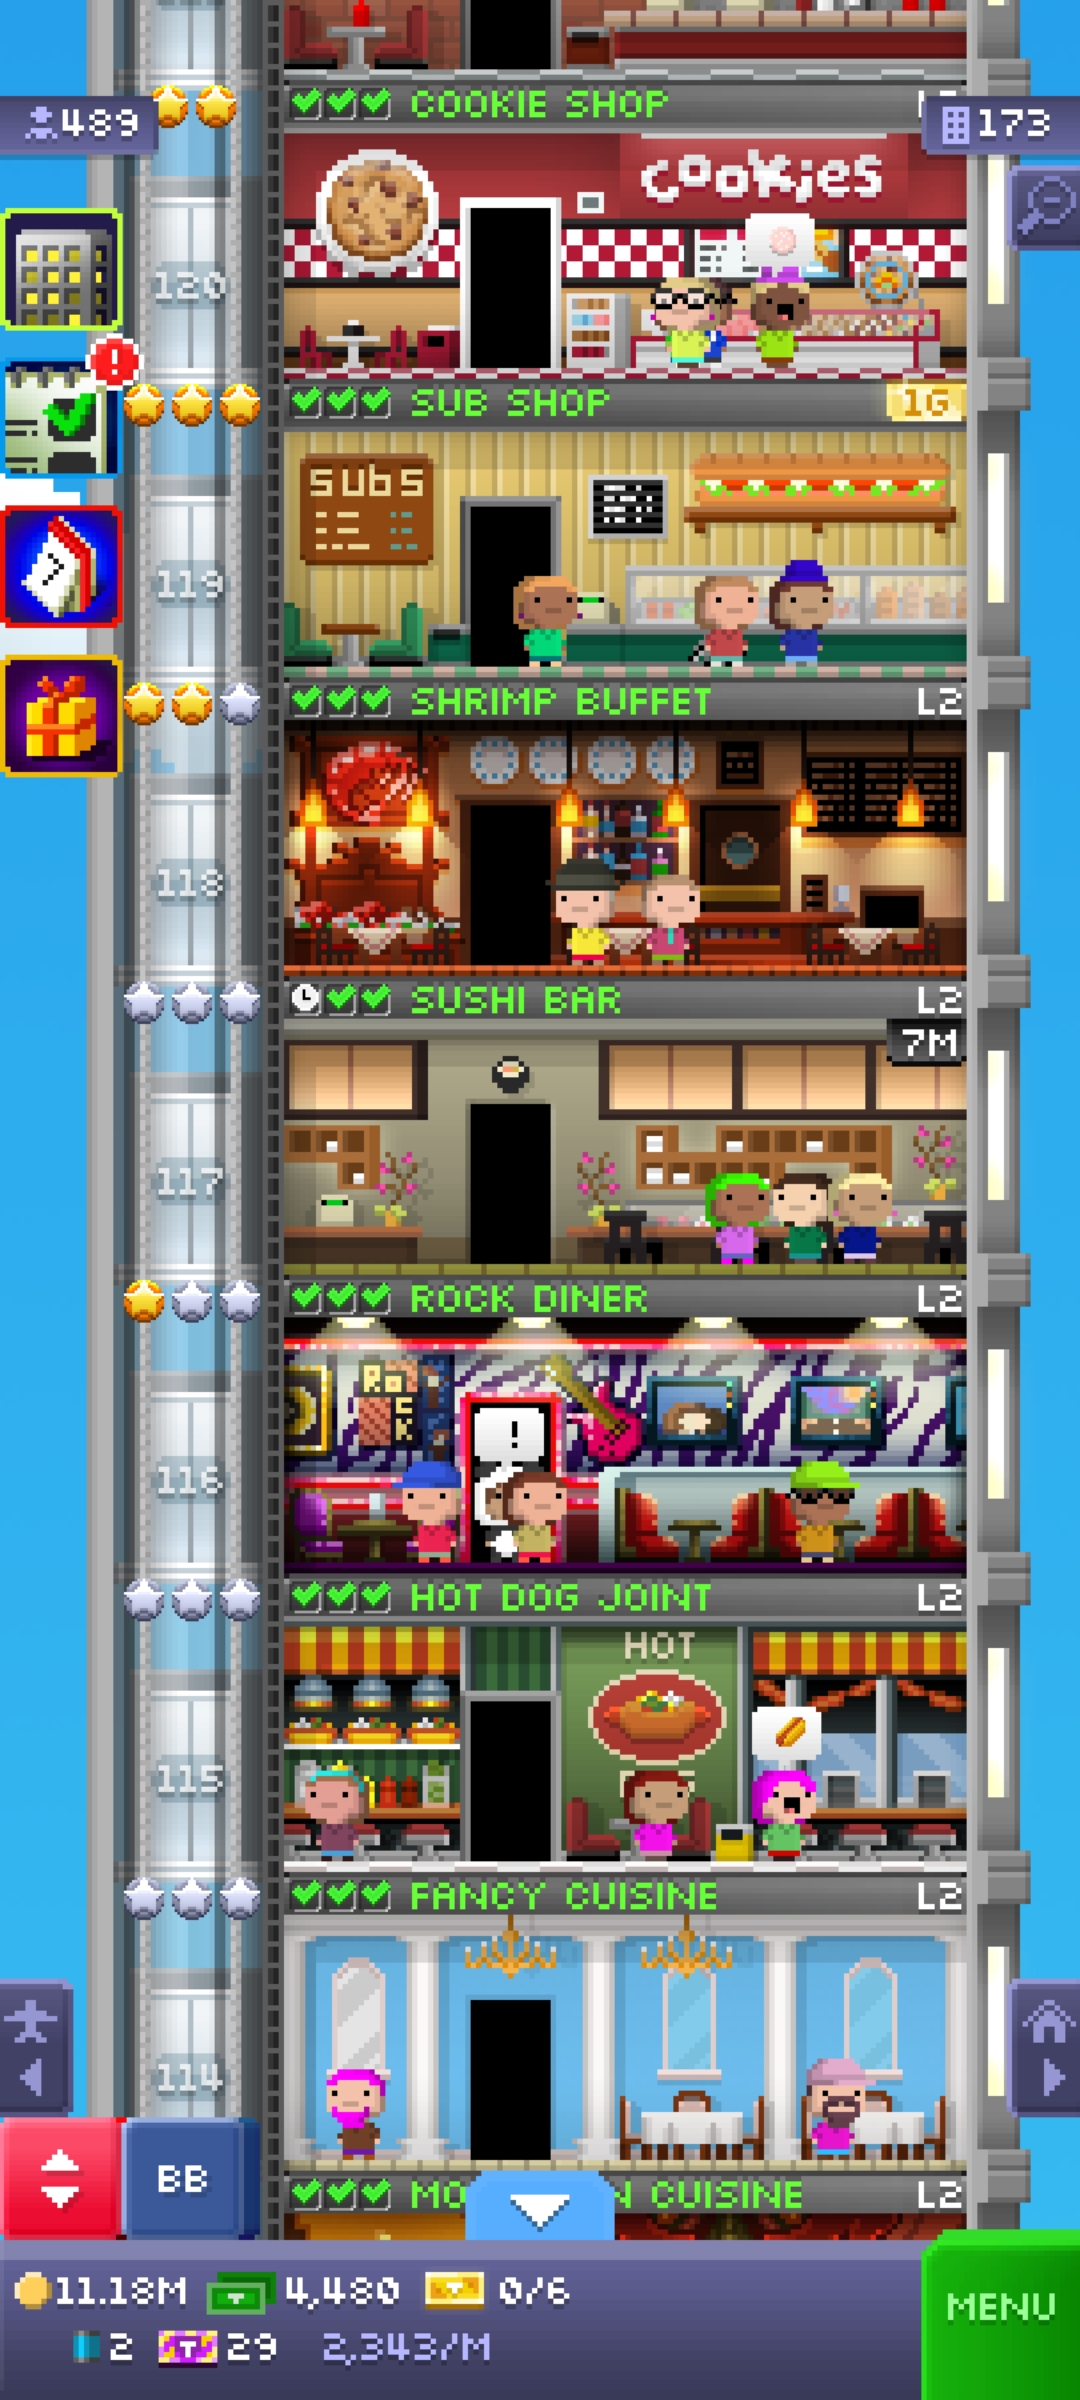 COOKIE SHOP
489
173
cookies
120
SUB SHOP
1G
subs
119
SHRIMP BUFFET L2
118
SUSHI BAR L2
7M
117
ROCK DINER L2
ROCK
!
116
HOT DOG JOINT L2
HOT
115
FANCY CUISINE L2
114
BB
CUISINE L2
11.18M 4,480 0/6
2 29 2,343/M
MENU